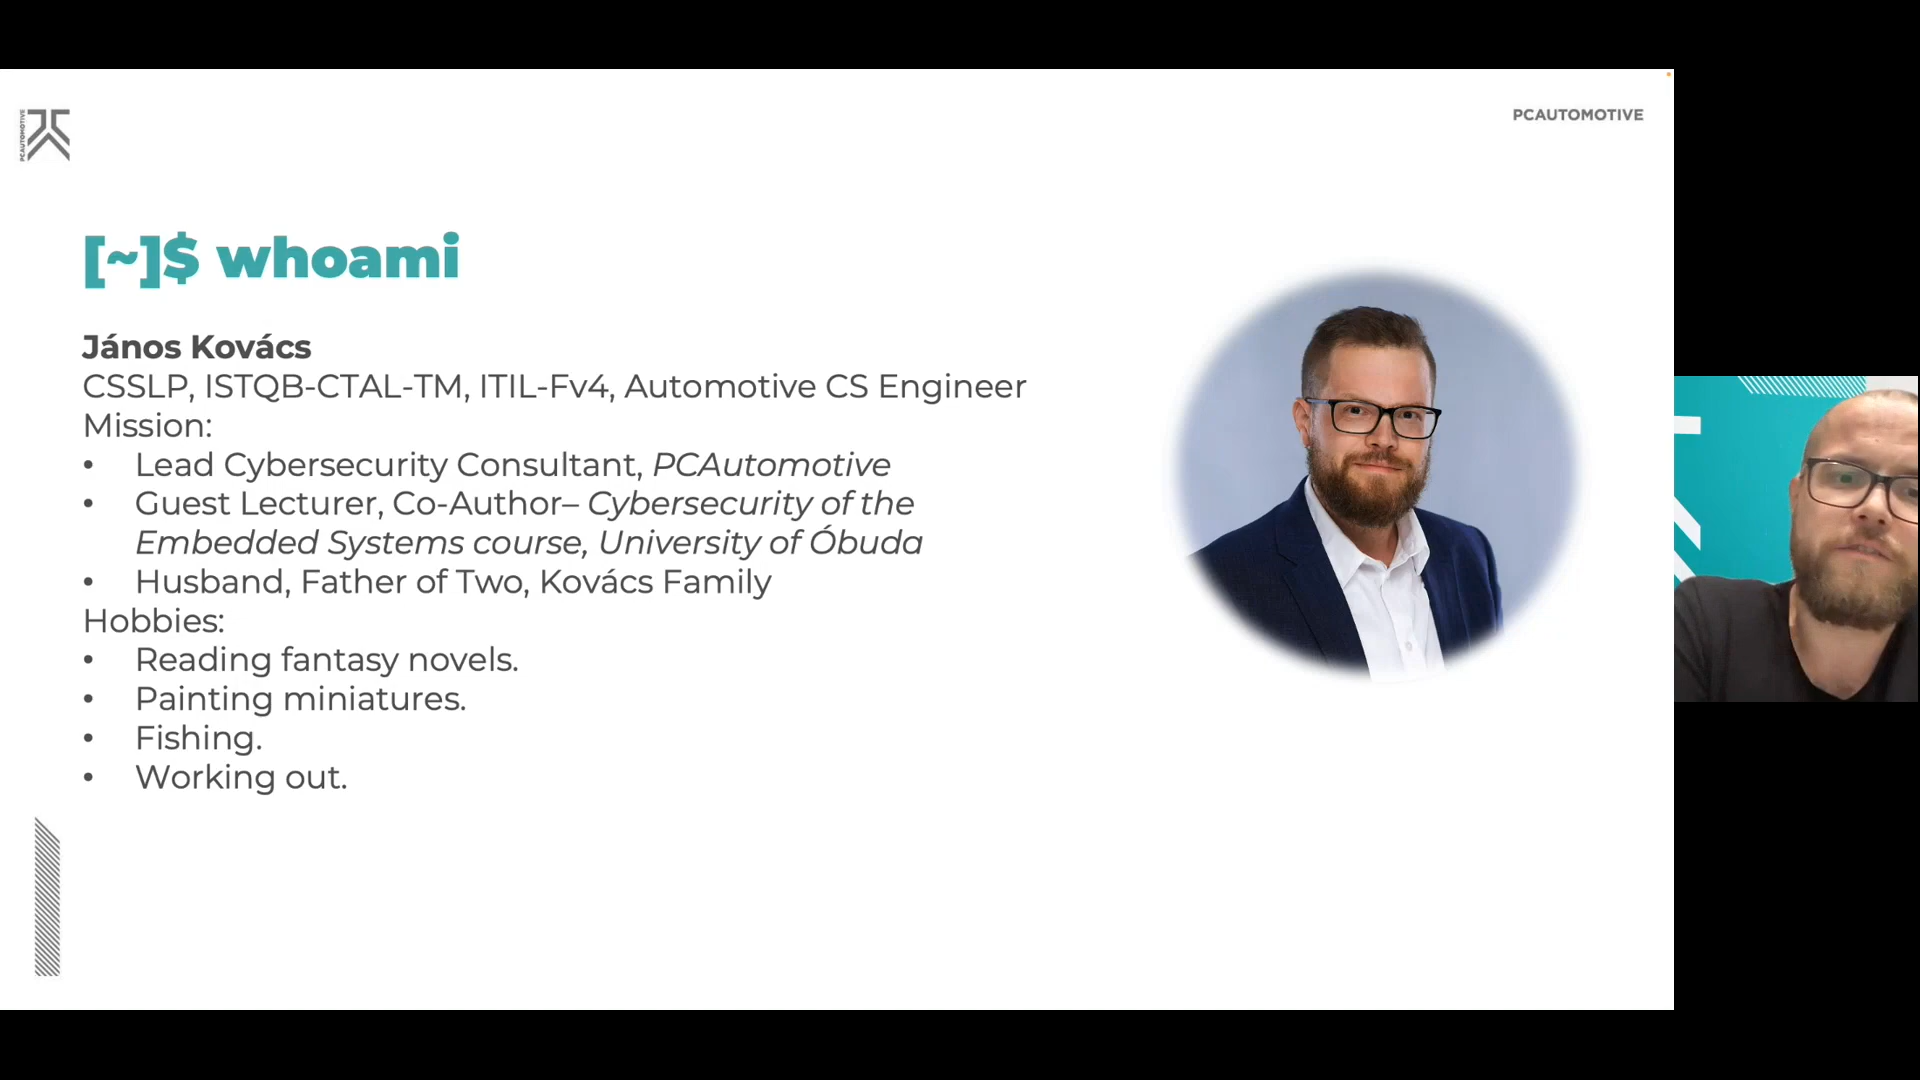 PCAUTOMOTIVE
PCAUTOMOTIVE
[~]$ whoami
János Kovács
CSSLP, ISTQB-CTAL-TM, ITIL-Fv4, Automotive CS Engineer
Mission:
• Lead Cybersecurity Consultant, PCAutomotive
• Guest Lecturer, Co-Author– Cybersecurity of the
Embedded Systems course, University of Óbuda
• Husband, Father of Two, Kovács Family
Hobbies:
• Reading fantasy novels.
• Painting miniatures.
• Fishing.
• Working out.